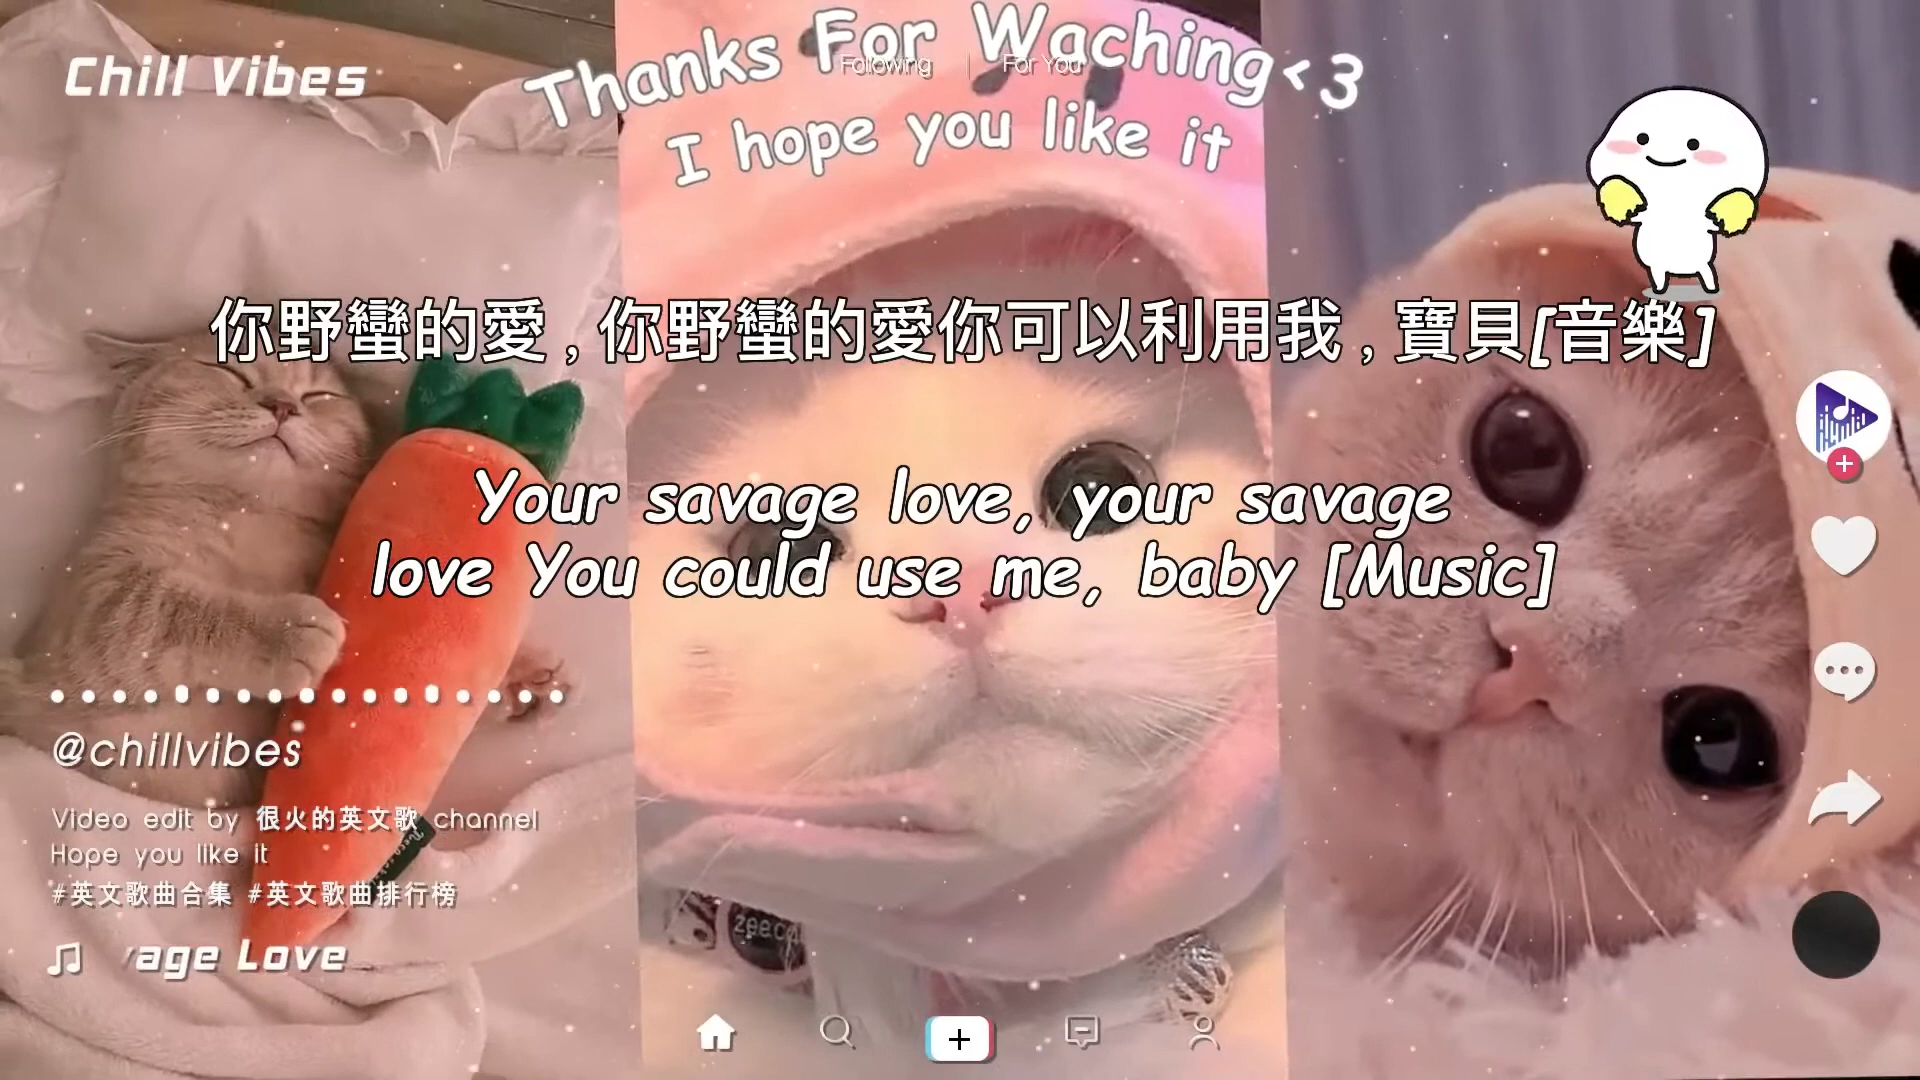 Chill Vibes
Thanks For Waching<3
Following | For You
I hope you like it
你野蠻的愛,你野蠻的愛你可以利用我,寶貝[音樂]
Your savage love, your savage
love You could use me, baby [Music]
@chillvibes
Video edit by 很火的英文歌 channel
Hope you like it
#英文歌曲合集 #英文歌曲排行榜
age Love